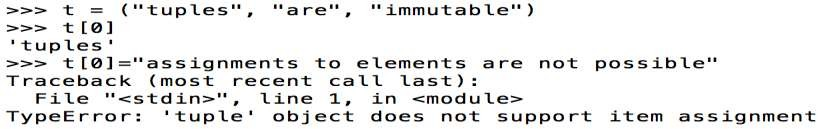 >>> t = ("tuples", "are", "immutable")
>>> t[0]
'tuples'
>>> t[0]="assignments to elements are not possible"
Traceback (most recent call last):
  File "<stdin>", line 1, in <module>
TypeError: 'tuple' object does not support item assignment